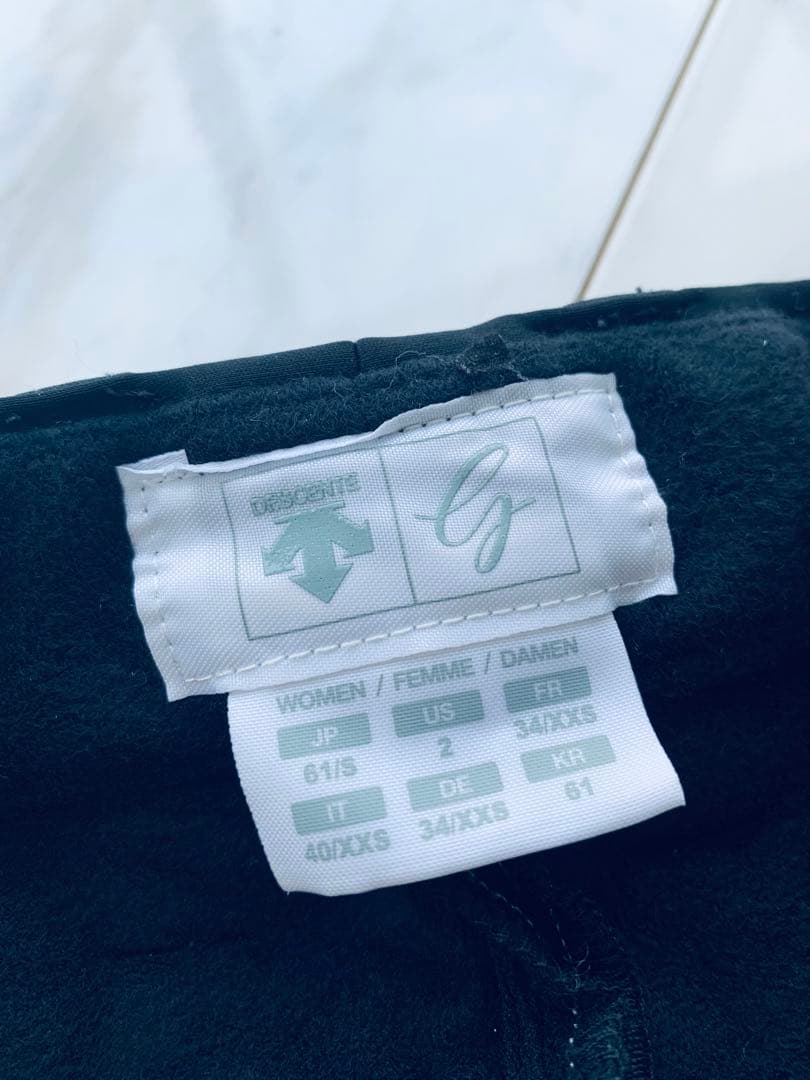 DESCENTE
G
WOMEN / FEMME / DAMEN
JP US FR
61/S 2 34/XXS
IT DE KR
40/XXS 34/XXS 61